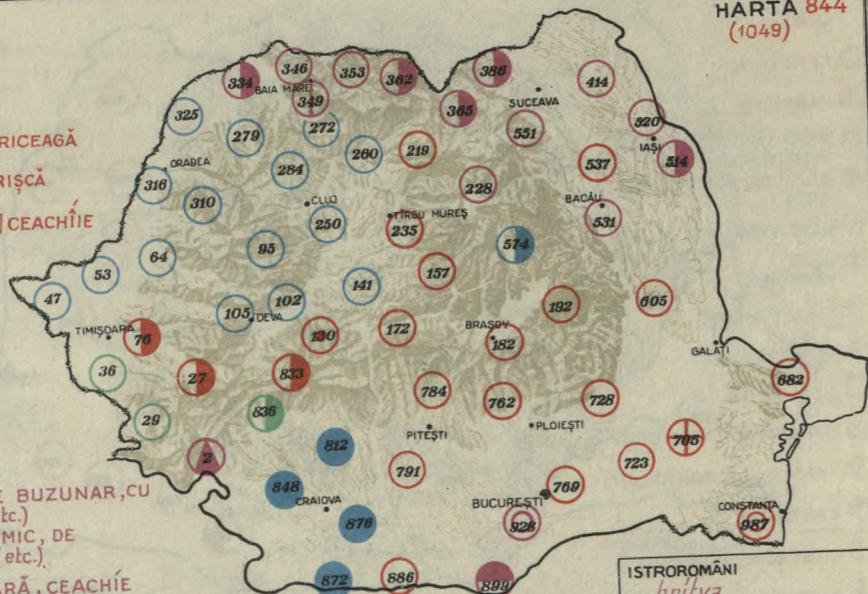 HARTA 844
(1049)
386
346
353
362
334
414
BAIA MARE
349
365
SUCEAVA
325
520
272
551
279
IAȘI
RICEAGĂ
260
219
537
514
ORADEA
284
RIȘCĂ
316
228
CLUJ
BACĂU
310
TÎRGU MUREȘ
531
CEACHÎIE
250
235
574
95
64
53
157
141
47
102
192
605
105
DEVA
172
BRAȘOV
TIMIȘOARA
76
130
182
GALAȚI
36
27
833
682
784
762
728
836
29
PITEȘTI
PLOIEȘTI
705
812
2
791
723
E BUZUNAR, CU
848
769
etc.)
CRAIOVA
BUCUREȘTI
CONSTANȚA
MIC, DE
876
928
987
etc.)
872
886
899
ISTROROMÂNI
ARĂ, CEACHÍE
brítva